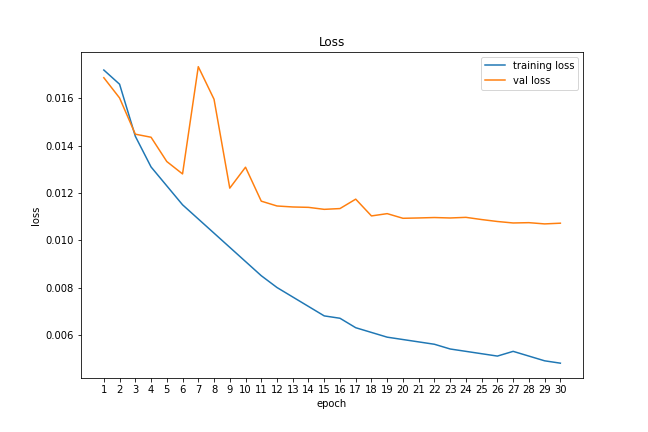 Loss
training loss
val loss
0.016
0.014
0.012
0.010
0.008
0.006
loss
1 2 3 4 5 6 7 8 9 10 11 12 13 14 15 16 17 18 19 20 21 22 23 24 25 26 27 28 29 30
epoch